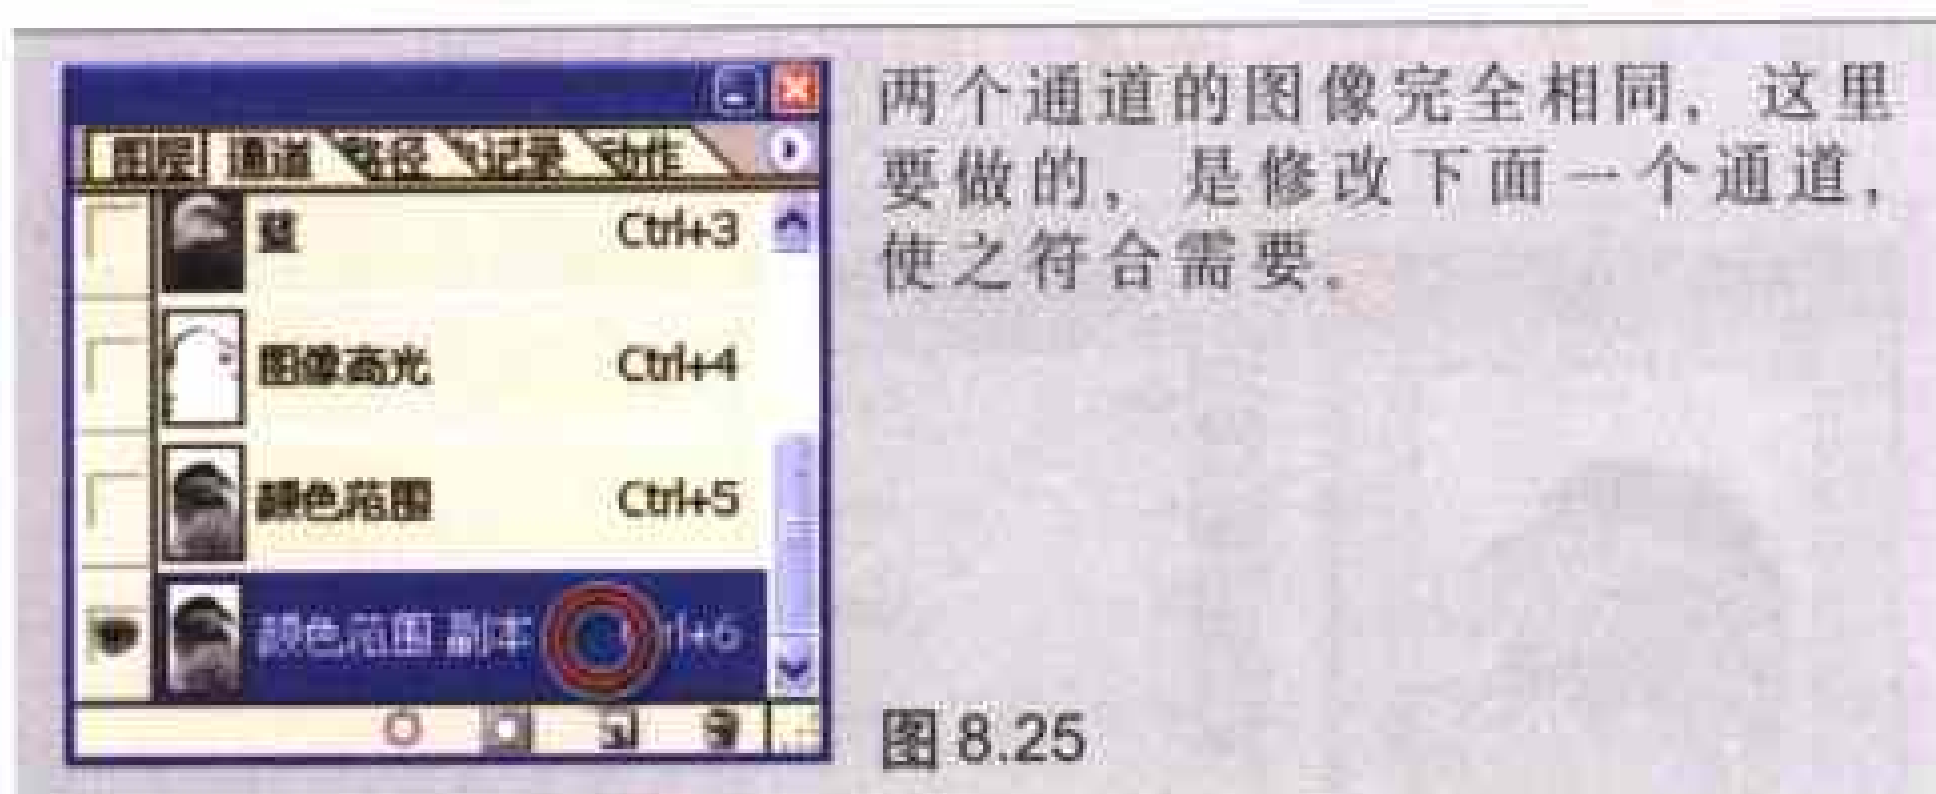 图层 通道 路径 记录 动作
蓝 Ctrl+3
图像高光 Ctrl+4
颜色范围 Ctrl+5
颜色范围 副本 rl+6
两个通道的图像完全相同，这里
要做的，是修改下面一个通道，
使之符合需要。
图 8.25